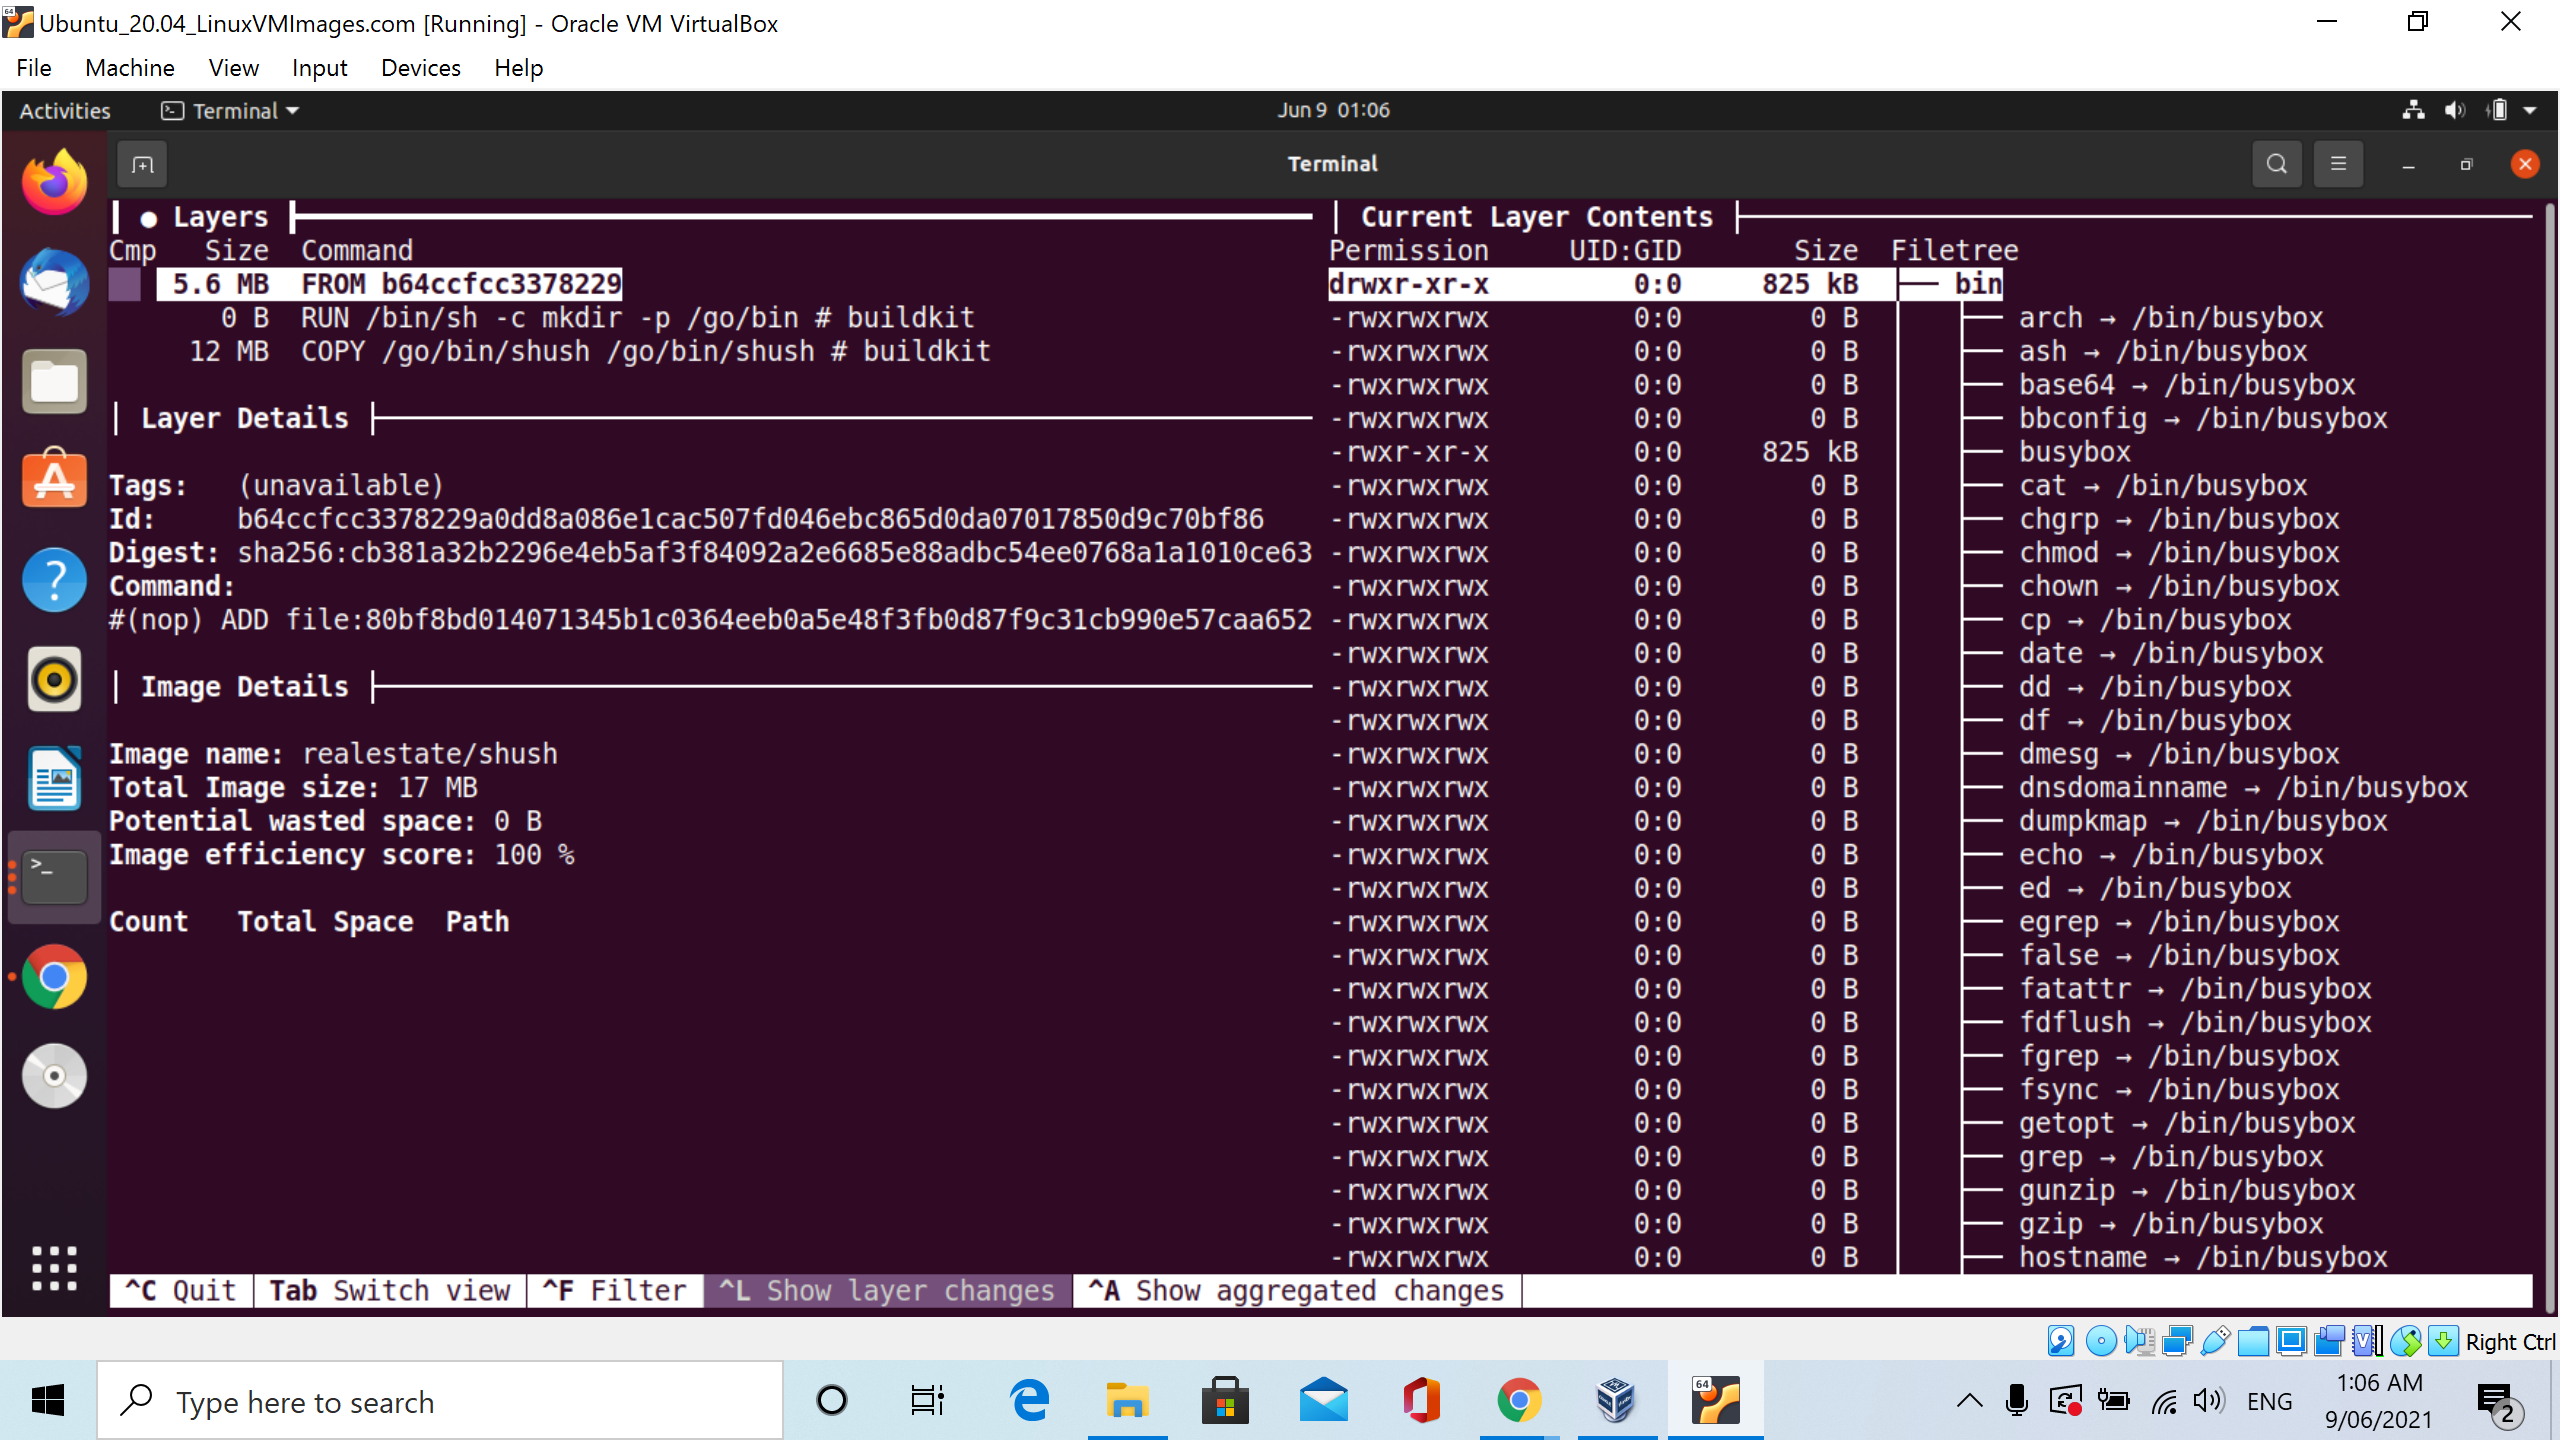 Ubuntu_20.04_LinuxVMImages.com [Running] - Oracle VM VirtualBox
File Machine View Input Devices Help
Activities Terminal Jun 9 01:06
Terminal
● Layers
Cmp Size Command
5.6 MB FROM b64ccfcc3378229
0 B RUN /bin/sh -c mkdir -p /go/bin # buildkit
12 MB COPY /go/bin/shush /go/bin/shush # buildkit
Layer Details
Tags: (unavailable)
Id: b64ccfcc3378229a0dd8a086e1cac507fd046ebc865d0da07017850d9c70bf86
Digest: sha256:cb381a32b2296e4eb5af3f84092a2e6685e88adbc54ee0768a1a1010ce63
Command:
#(nop) ADD file:80bf8bd014071345b1c0364eeb0a5e48f3fb0d87f9c31cb990e57caa652
Image Details
Image name: realestate/shush
Total Image size: 17 MB
Potential wasted space: 0 B
Image efficiency score: 100 %
Count Total Space Path
Current Layer Contents
Permission UID:GID Size Filetree
drwxr-xr-x 0:0 825 kB ├── bin
-rwxrwxrwx 0:0 0 B │ ├── arch → /bin/busybox
-rwxrwxrwx 0:0 0 B │ ├── ash → /bin/busybox
-rwxrwxrwx 0:0 0 B │ ├── base64 → /bin/busybox
-rwxrwxrwx 0:0 0 B │ ├── bbconfig → /bin/busybox
-rwxr-xr-x 0:0 825 kB │ ├── busybox
-rwxrwxrwx 0:0 0 B │ ├── cat → /bin/busybox
-rwxrwxrwx 0:0 0 B │ ├── chgrp → /bin/busybox
-rwxrwxrwx 0:0 0 B │ ├── chmod → /bin/busybox
-rwxrwxrwx 0:0 0 B │ ├── chown → /bin/busybox
-rwxrwxrwx 0:0 0 B │ ├── cp → /bin/busybox
-rwxrwxrwx 0:0 0 B │ ├── date → /bin/busybox
-rwxrwxrwx 0:0 0 B │ ├── dd → /bin/busybox
-rwxrwxrwx 0:0 0 B │ ├── df → /bin/busybox
-rwxrwxrwx 0:0 0 B │ ├── dmesg → /bin/busybox
-rwxrwxrwx 0:0 0 B │ ├── dnsdomainname → /bin/busybox
-rwxrwxrwx 0:0 0 B │ ├── dumpkmap → /bin/busybox
-rwxrwxrwx 0:0 0 B │ ├── echo → /bin/busybox
-rwxrwxrwx 0:0 0 B │ ├── ed → /bin/busybox
-rwxrwxrwx 0:0 0 B │ ├── egrep → /bin/busybox
-rwxrwxrwx 0:0 0 B │ ├── false → /bin/busybox
-rwxrwxrwx 0:0 0 B │ ├── fatattr → /bin/busybox
-rwxrwxrwx 0:0 0 B │ ├── fdflush → /bin/busybox
-rwxrwxrwx 0:0 0 B │ ├── fgrep → /bin/busybox
-rwxrwxrwx 0:0 0 B │ ├── fsync → /bin/busybox
-rwxrwxrwx 0:0 0 B │ ├── getopt → /bin/busybox
-rwxrwxrwx 0:0 0 B │ ├── grep → /bin/busybox
-rwxrwxrwx 0:0 0 B │ ├── gunzip → /bin/busybox
-rwxrwxrwx 0:0 0 B │ ├── gzip → /bin/busybox
-rwxrwxrwx 0:0 0 B │ ├── hostname → /bin/busybox
^C Quit Tab Switch view ^F Filter ^L Show layer changes ^A Show aggregated changes
Right Ctrl
Type here to search
64
ENG
1:06 AM
9/06/2021
2